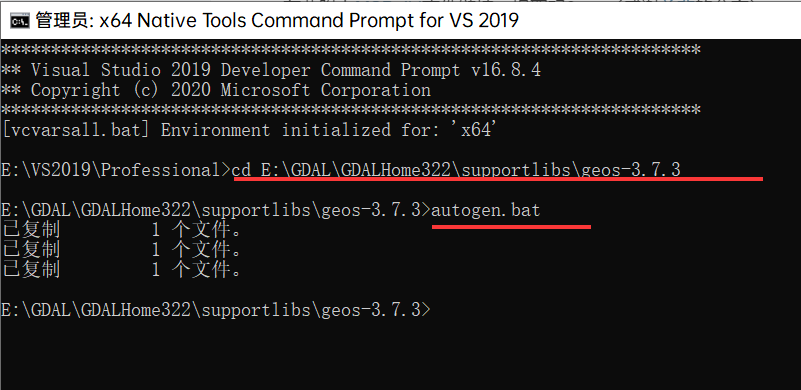 管理员: x64 Native Tools Command Prompt for VS 2019
**********************************************************************
** Visual Studio 2019 Developer Command Prompt v16.8.4
** Copyright (c) 2020 Microsoft Corporation
**********************************************************************
[vcvarsall.bat] Environment initialized for: 'x64'
E:\VS2019\Professional>cd E:\GDAL\GDALHome322\supportlibs\geos-3.7.3
E:\GDAL\GDALHome322\supportlibs\geos-3.7.3>autogen.bat
已复制         1 个文件。
已复制         1 个文件。
已复制         1 个文件。
E:\GDAL\GDALHome322\supportlibs\geos-3.7.3>